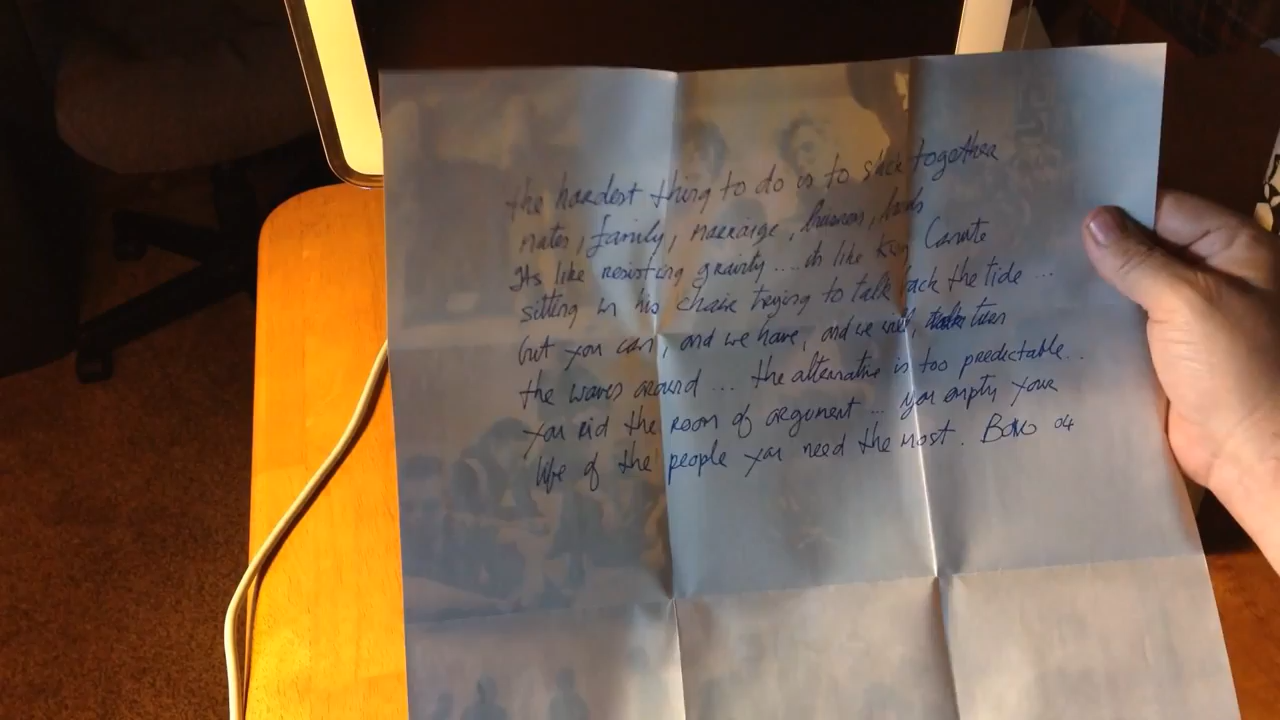 the hardest thing to do is to stick together
mates, family, marraige, business, bands
Its like resisting gravity .... its like King Canute
sitting in his chair trying to talk back the tide ...
but you can, and we have, and we will, turn
the waves around ... the alternative is too predictable..
you rid the room of argument ... you empty your
life of the people you need the most. BONO 04